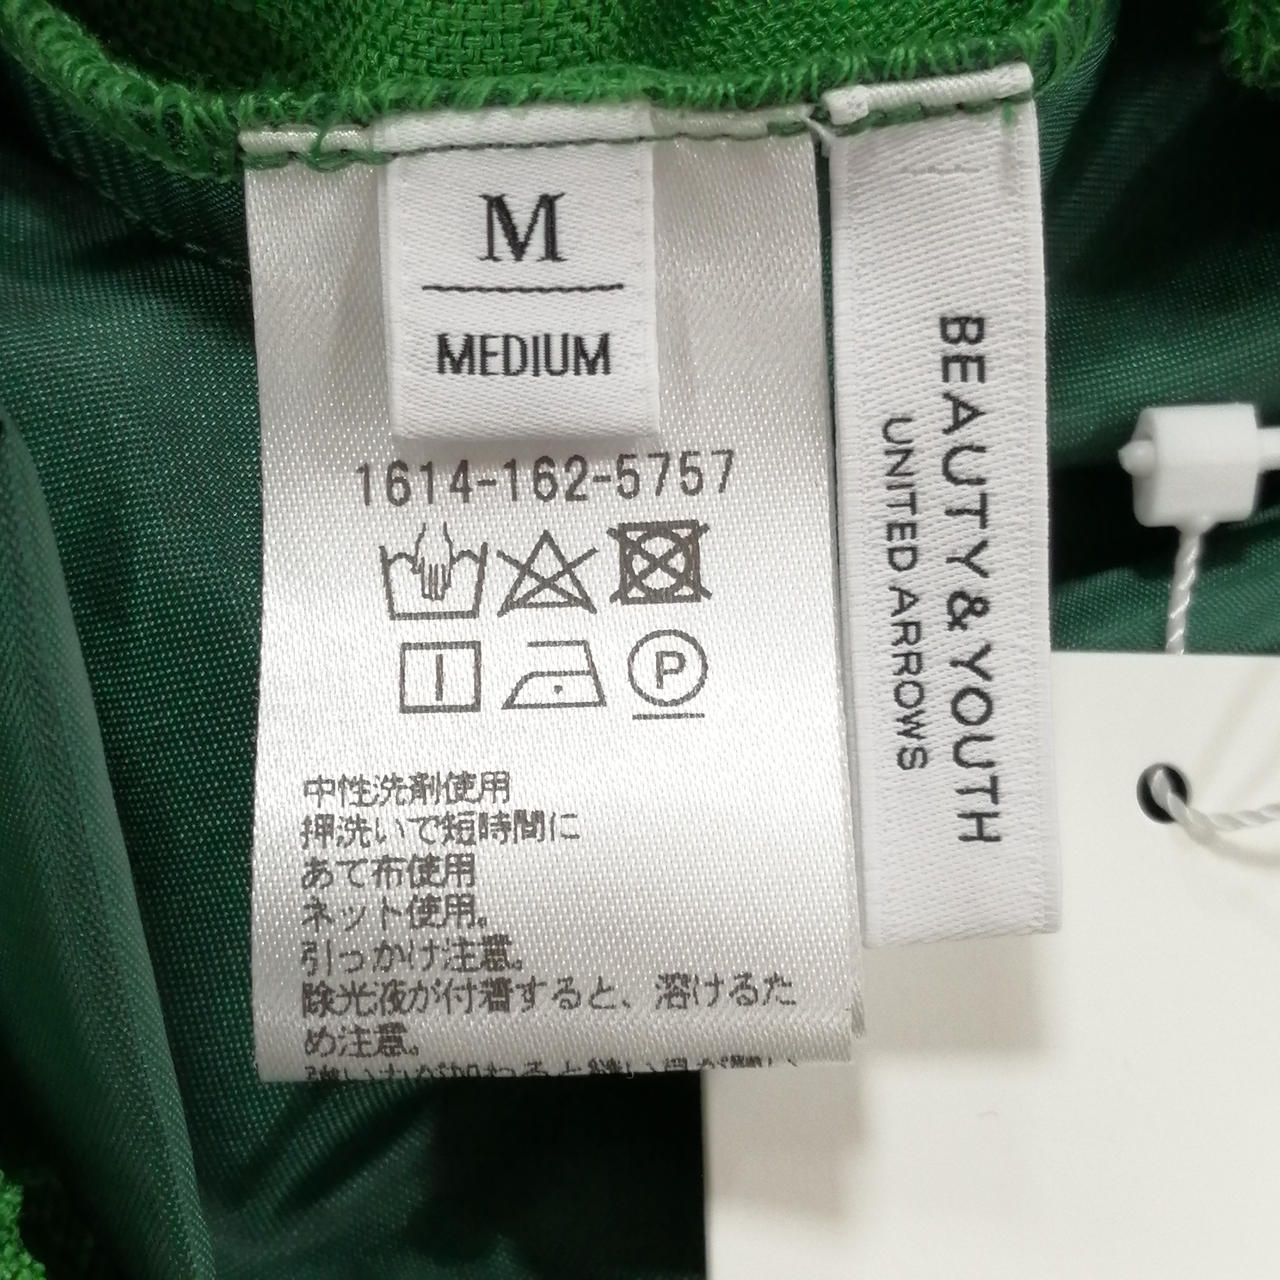 M
MEDIUM
1614-162-5757
P
中性洗剤使用
押洗いで短時間に
あて布使用
ネット使用。
引っかけ注意。
除光液が付着すると、溶けるた
め注意。
BEAUTY & YOUTH
UNITED ARROWS